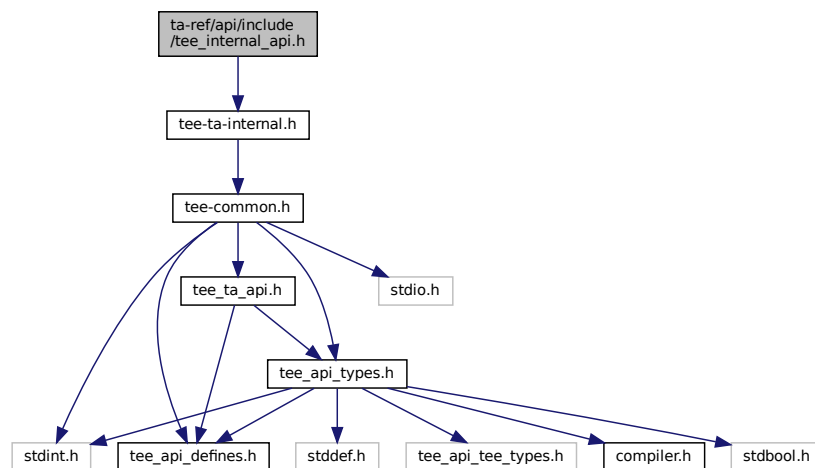 ta-ref/api/include
/tee_internal_api.h
tee-ta-internal.h
tee-common.h
tee_ta_api.h
stdio.h
tee_api_types.h
stdint.h
tee_api_defines.h
stddef.h
tee_api_tee_types.h
compiler.h
stdbool.h